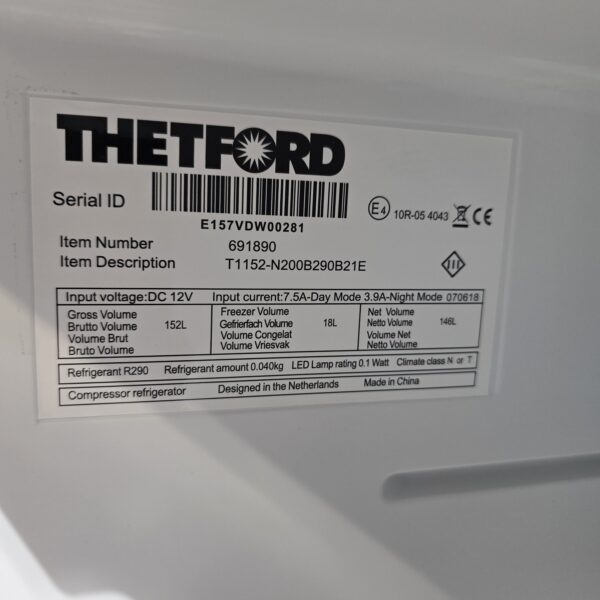 THETFORD
Serial ID
E157VDW00281
E4 10R-05 4043 CE
Item Number 691890
Item Description T1152-N200B290B21E
Input voltage:DC 12V Input current:7.5A-Day Mode 3.9A-Night Mode 070618
Gross Volume
Brutto Volume
Volume Brut
Bruto Volume
152L
Freezer Volume
Gefrierfach Volume
Volume Congelat
Volume Vriesvak
18L
Net Volume
Netto Volume
Volume Net
Netto Volume
146L
Refrigerant R290 Refrigerant amount 0.040kg LED Lamp rating 0.1 Watt Climate class N or T
Compressor refrigerator Designed in the Netherlands Made in China